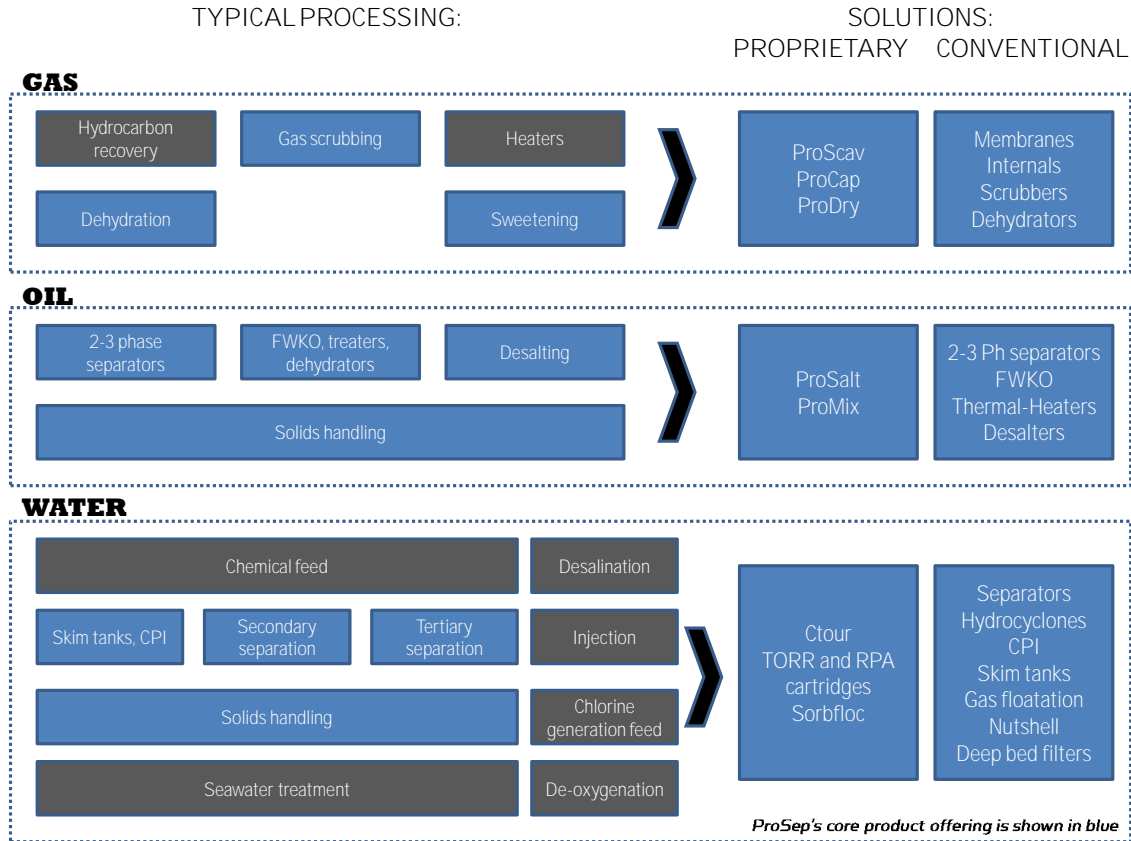 TYPICAL PROCESSING:
SOLUTIONS:
PROPRIETARY
CONVENTIONAL
GAS
Hydrocarbon
recovery
Gas scrubbing
Heaters
Dehydration
Sweetening
ProScav
ProCap
ProDry
Membranes
Internals
Scrubbers
Dehydrators
OIL
2-3 phase
separators
FWKO, treaters,
dehydrators
Desalting
Solids handling
ProSalt
ProMix
2-3 Ph separators
FWKO
Thermal-Heaters
Desalters
WATER
Chemical feed
Desalination
Skim tanks, CPI
Secondary
separation
Tertiary
separation
Injection
Solids handling
Chlorine
generation feed
Seawater treatment
De-oxygenation
Ctour
TORR and RPA
cartridges
Sorbfloc
Separators
Hydrocyclones
CPI
Skim tanks
Gas floatation
Nutshell
Deep bed filters
ProSep's core product offering is shown in blue